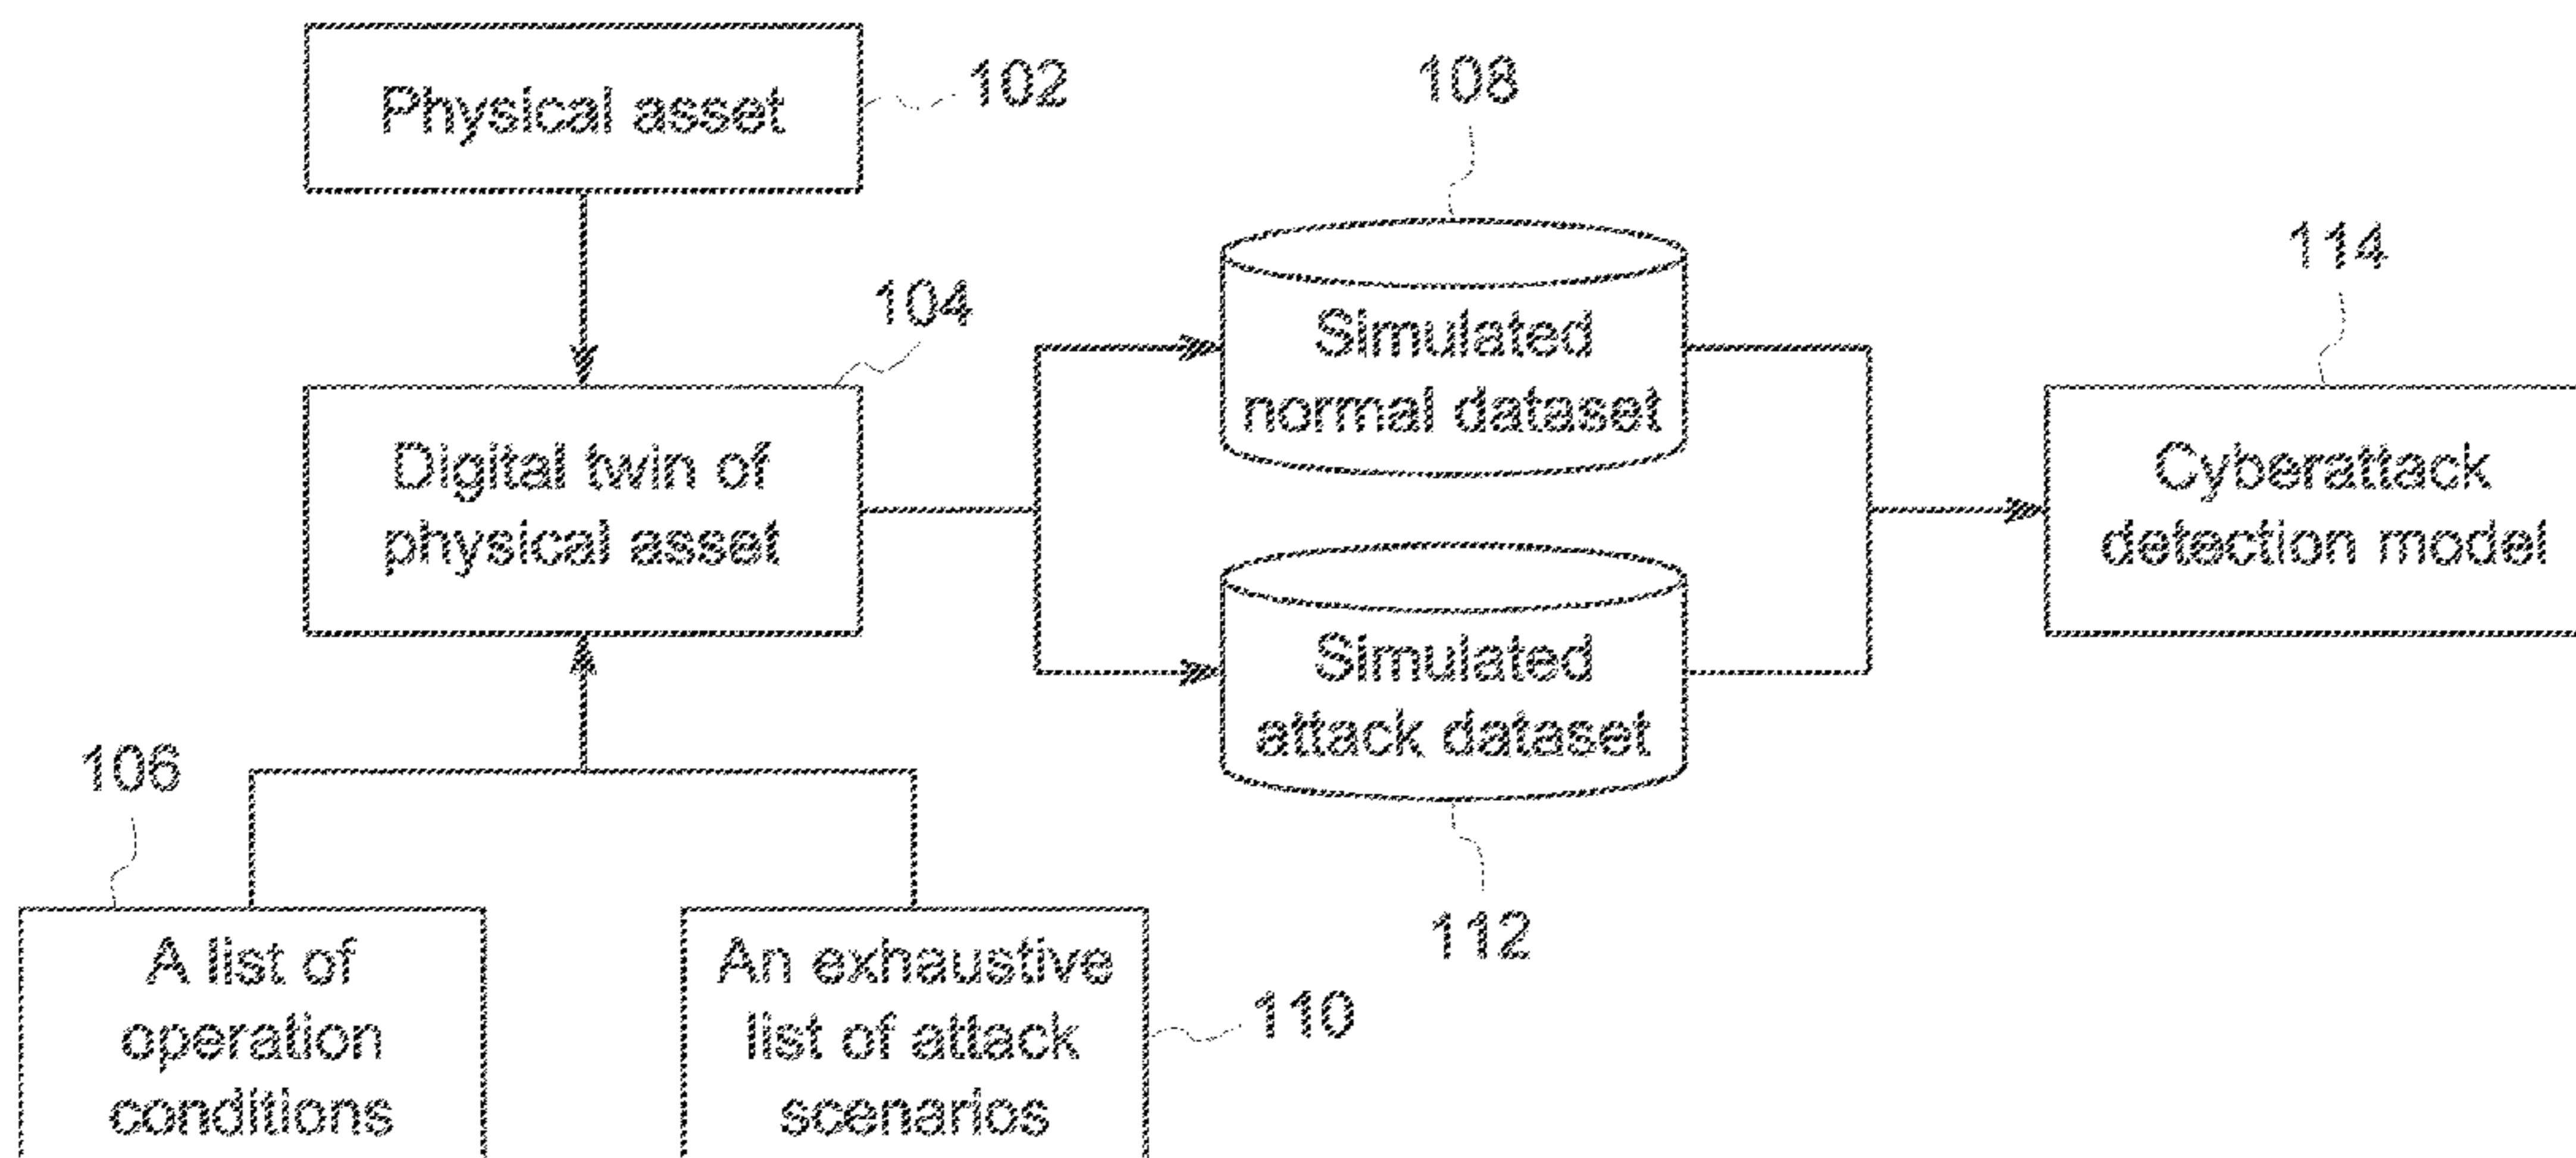 Physical asset
102
108
114
104
Simulated
normal dataset
Digital twin of
physical asset
Cyberattack
detection model
Simulated
attack dataset
106
112
A list of
operation
conditions
An exhaustive
list of attack
scenarios
110